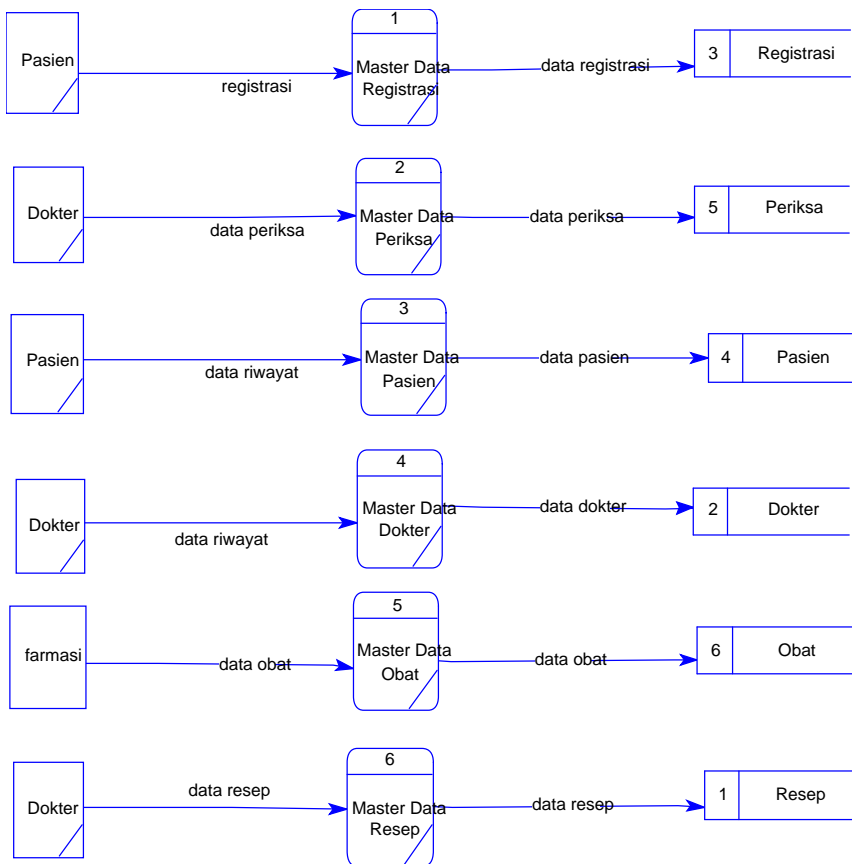 1
Pasien
Master Data
Registrasi
registrasi
data registrasi
3
Registrasi
2
Dokter
Master Data
Periksa
data periksa
data periksa
5
Periksa
3
Pasien
Master Data
Pasien
data riwayat
data pasien
4
Pasien
4
Dokter
Master Data
Dokter
data riwayat
data dokter
2
Dokter
5
farmasi
Master Data
Obat
data obat
data obat
6
Obat
6
Dokter
data resep
Master Data
Resep
data resep
1
Resep